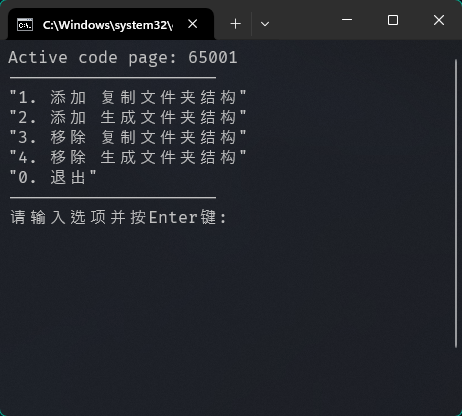 C:\Windows\system32\
Active code page: 65001
"1. 添加 复制文件夹结构"
"2. 添加 生成文件夹结构"
"3. 移除 复制文件夹结构"
"4. 移除 生成文件夹结构"
"0. 退出"
请输入选项并按Enter键: